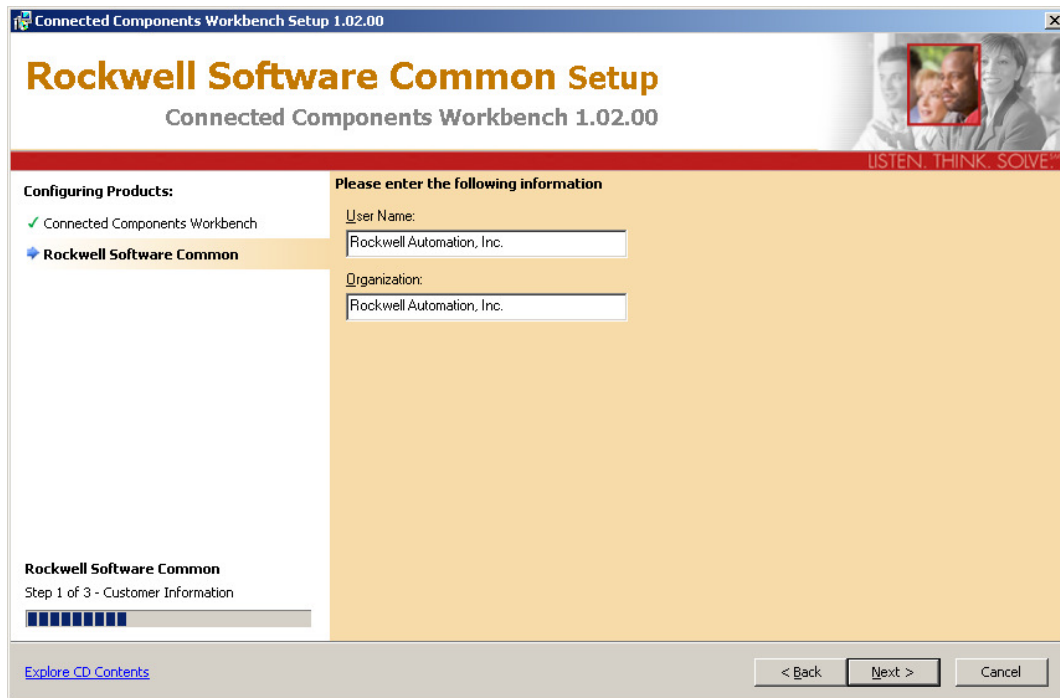 Connected Components Workbench Setup 1.02.00
Rockwell Software Common Setup
Connected Components Workbench 1.02.00
LISTEN. THINK. SOLVE.℠
Configuring Products:
Connected Components Workbench
Rockwell Software Common
Please enter the following information
User Name:
Rockwell Automation, Inc.
Organization:
Rockwell Automation, Inc.
Rockwell Software Common
Step 1 of 3 - Customer Information
Explore CD Contents
< Back
Next >
Cancel